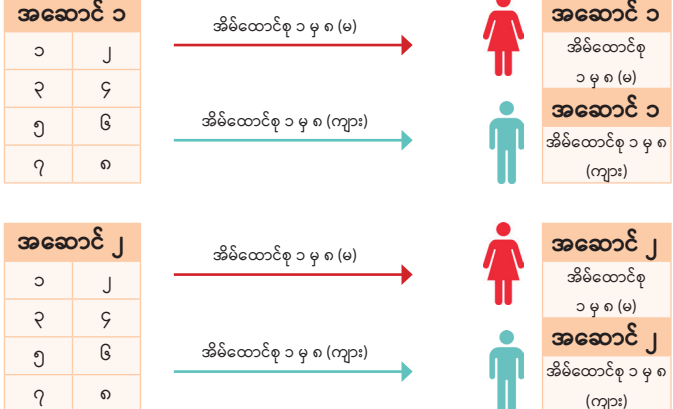 အဆောင် ၁
၁ ၂
၃ ၄
၅ ၆
၇ ၈
အိမ်ထောင်စု ၁ မှ ၈ (မ)
အိမ်ထောင်စု ၁ မှ ၈ (ကျား)
အဆောင် ၁
အိမ်ထောင်စု
၁ မှ ၈ (မ)
အဆောင် ၁
အိမ်ထောင်စု ၁ မှ ၈
(ကျား)
အဆောင် ၂
၁ ၂
၃ ၄
၅ ၆
၇ ၈
အိမ်ထောင်စု ၁ မှ ၈ (မ)
အိမ်ထောင်စု ၁ မှ ၈ (ကျား)
အဆောင် ၂
အိမ်ထောင်စု
၁ မှ ၈ (မ)
အဆောင် ၂
အိမ်ထောင်စု ၁ မှ ၈
(ကျား)